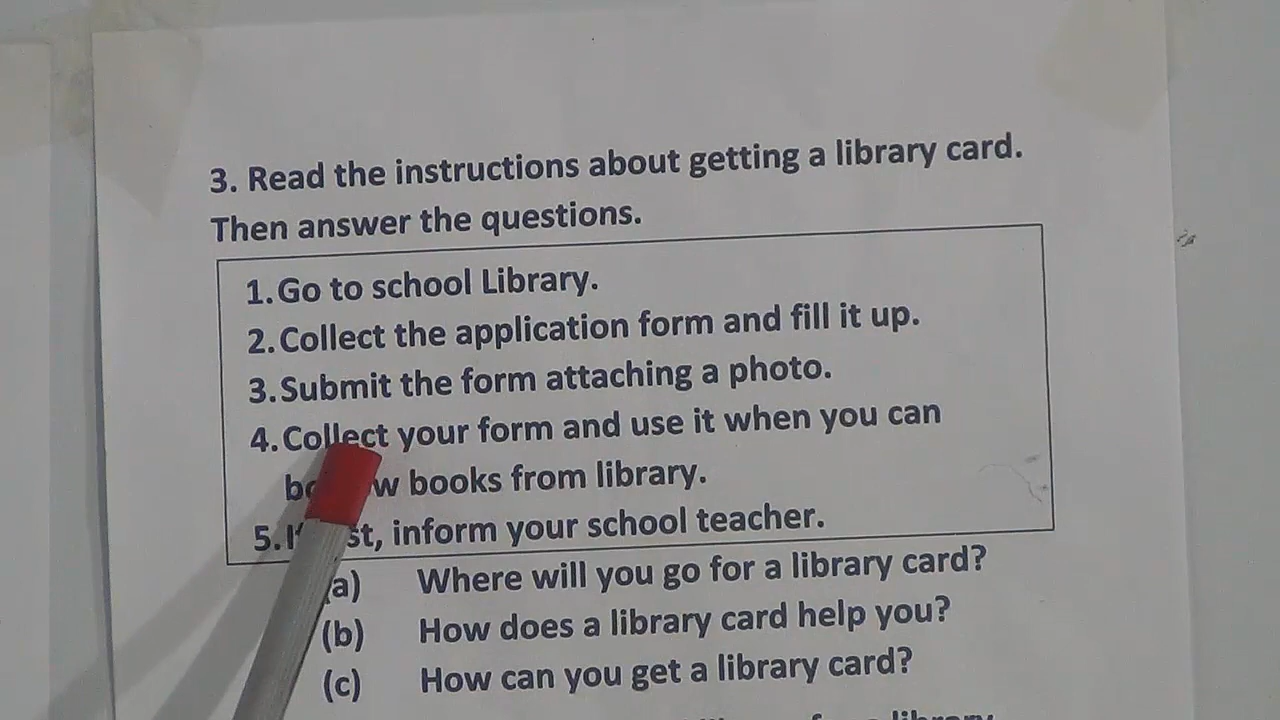 3. Read the instructions about getting a library card.
Then answer the questions.
1. Go to school Library.
2. Collect the application form and fill it up.
3. Submit the form attaching a photo.
4. Collect your form and use it when you can
books from library.
5. inform your school teacher.
(a) Where will you go for a library card?
(b) How does a library card help you?
(c) How can you get a library card?